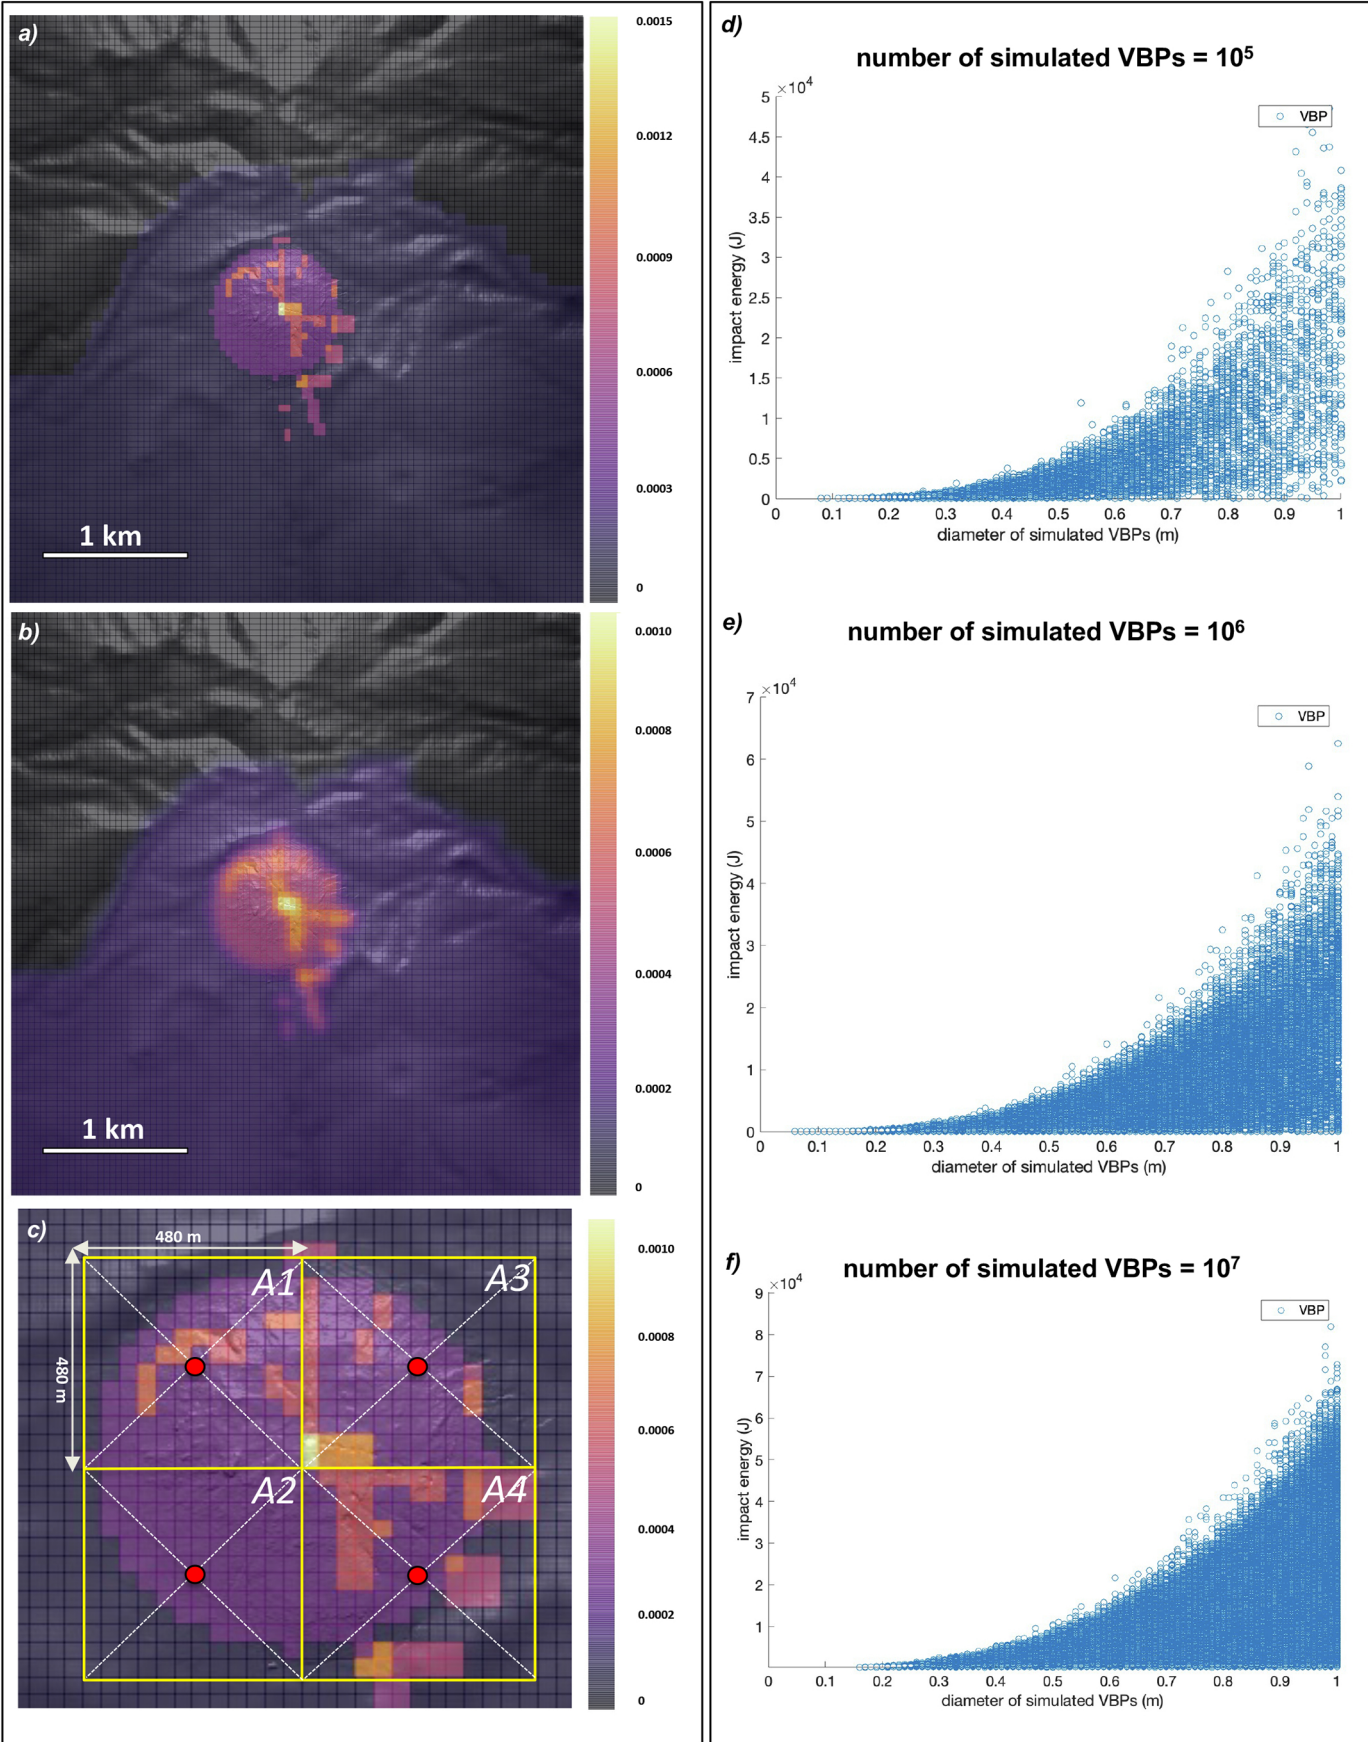 a)
0.0015
0.0012
0.0009
0.0006
0.0003
0
1 km
b)
0.0010
0.0008
0.0006
0.0004
0.0002
0
1 km
c)
480 m
480 m
A1
A3
A2
A4
0.0010
0.0008
0.0006
0.0004
0.0002
0
d)
number of simulated VBPs = 10⁵
×10⁴
VBP
5
4.5
4
3.5
3
2.5
2
1.5
1
0.5
0
impact energy (J)
0 0.1 0.2 0.3 0.4 0.5 0.6 0.7 0.8 0.9 1
diameter of simulated VBPs (m)
e)
number of simulated VBPs = 10⁶
×10⁴
VBP
7
6
5
4
3
2
1
0
impact energy (J)
0 0.1 0.2 0.3 0.4 0.5 0.6 0.7 0.8 0.9 1
diameter of simulated VBPs (m)
f)
number of simulated VBPs = 10⁷
×10⁴
VBP
9
8
7
6
5
4
3
2
1
impact energy (J)
0 0.1 0.2 0.3 0.4 0.5 0.6 0.7 0.8 0.9 1
diameter of simulated VBPs (m)